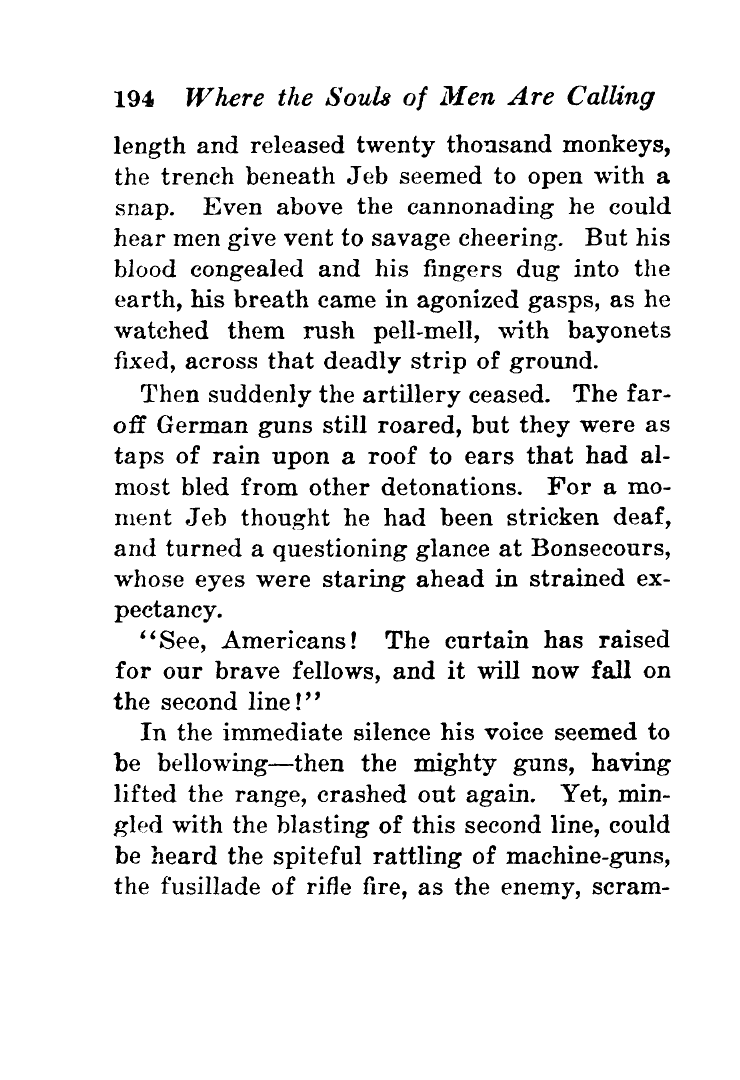 194 Where the Souls of Men Are Calling
length and released twenty thousand monkeys,
the trench beneath Jeb seemed to open with a
snap. Even above the cannonading he could
hear men give vent to savage cheering. But his
blood congealed and his fingers dug into the
earth, his breath came in agonized gasps, as he
watched them rush pell-mell, with bayonets
fixed, across that deadly strip of ground.
Then suddenly the artillery ceased. The far-
off German guns still roared, but they were as
taps of rain upon a roof to ears that had al-
most bled from other detonations. For a mo-
ment Jeb thought he had been stricken deaf,
and turned a questioning glance at Bonsecours,
whose eyes were staring ahead in strained ex-
pectancy.
“See, Americans! The curtain has raised
for our brave fellows, and it will now fall on
the second line!”
In the immediate silence his voice seemed to
be bellowing—then the mighty guns, having
lifted the range, crashed out again. Yet, min-
gled with the blasting of this second line, could
be heard the spiteful rattling of machine-guns,
the fusillade of rifle fire, as the enemy, scram-